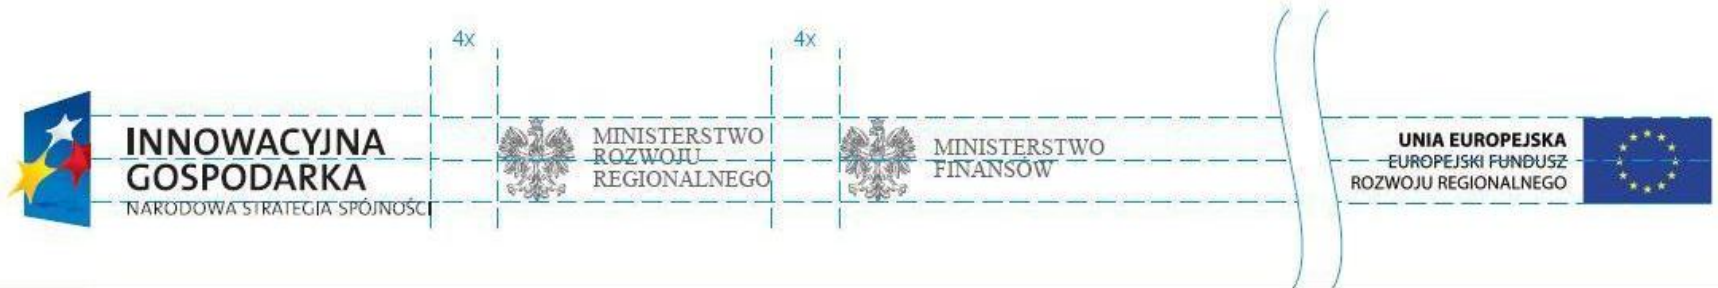 4x
4x
INNOWACYJNA
GOSPODARKA
NARODOWA STRATEGIA SPÓJNOŚCI
MINISTERSTWO
ROZWOJU
REGIONALNEGO
MINISTERSTWO
FINANSÓW
UNIA EUROPEJSKA
EUROPEJSKI FUNDUSZ
ROZWOJU REGIONALNEGO